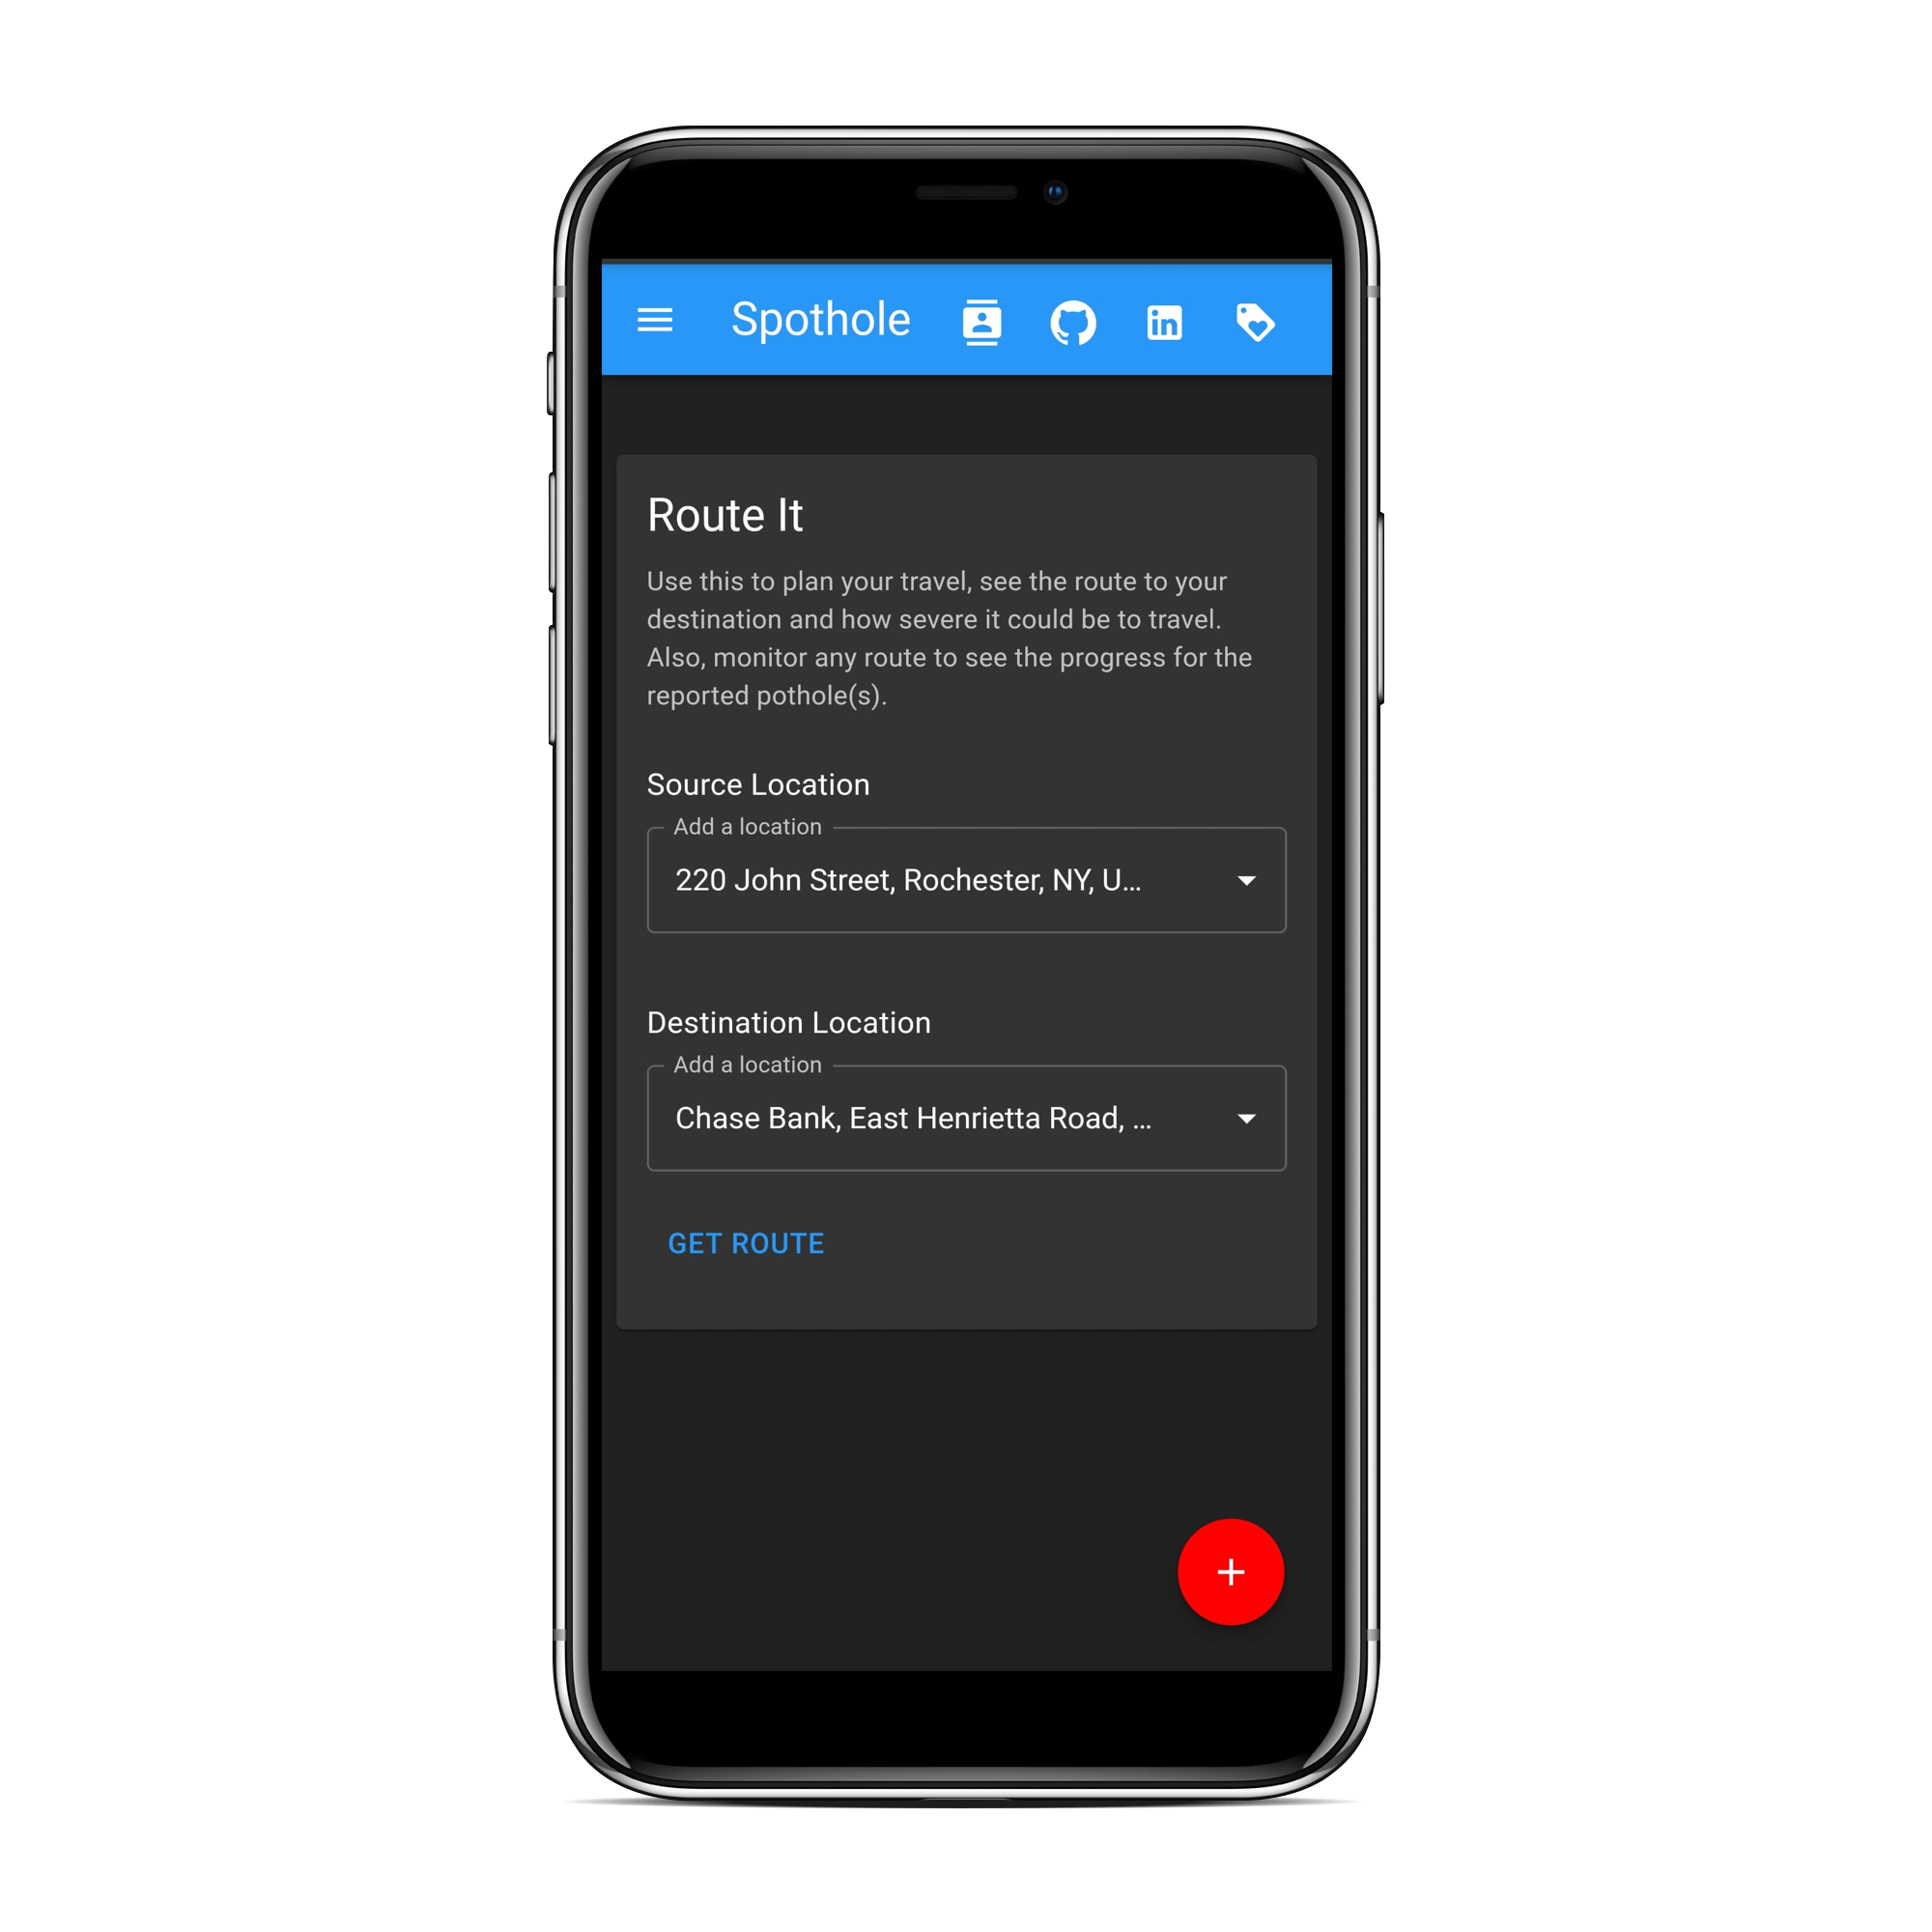 Spothole
Route It
Use this to plan your travel, see the route to your
destination and how severe it could be to travel.
Also, monitor any route to see the progress for the
reported pothole(s).
Source Location
Add a location
220 John Street, Rochester, NY, U...
Destination Location
Add a location
Chase Bank, East Henrietta Road, ...
GET ROUTE